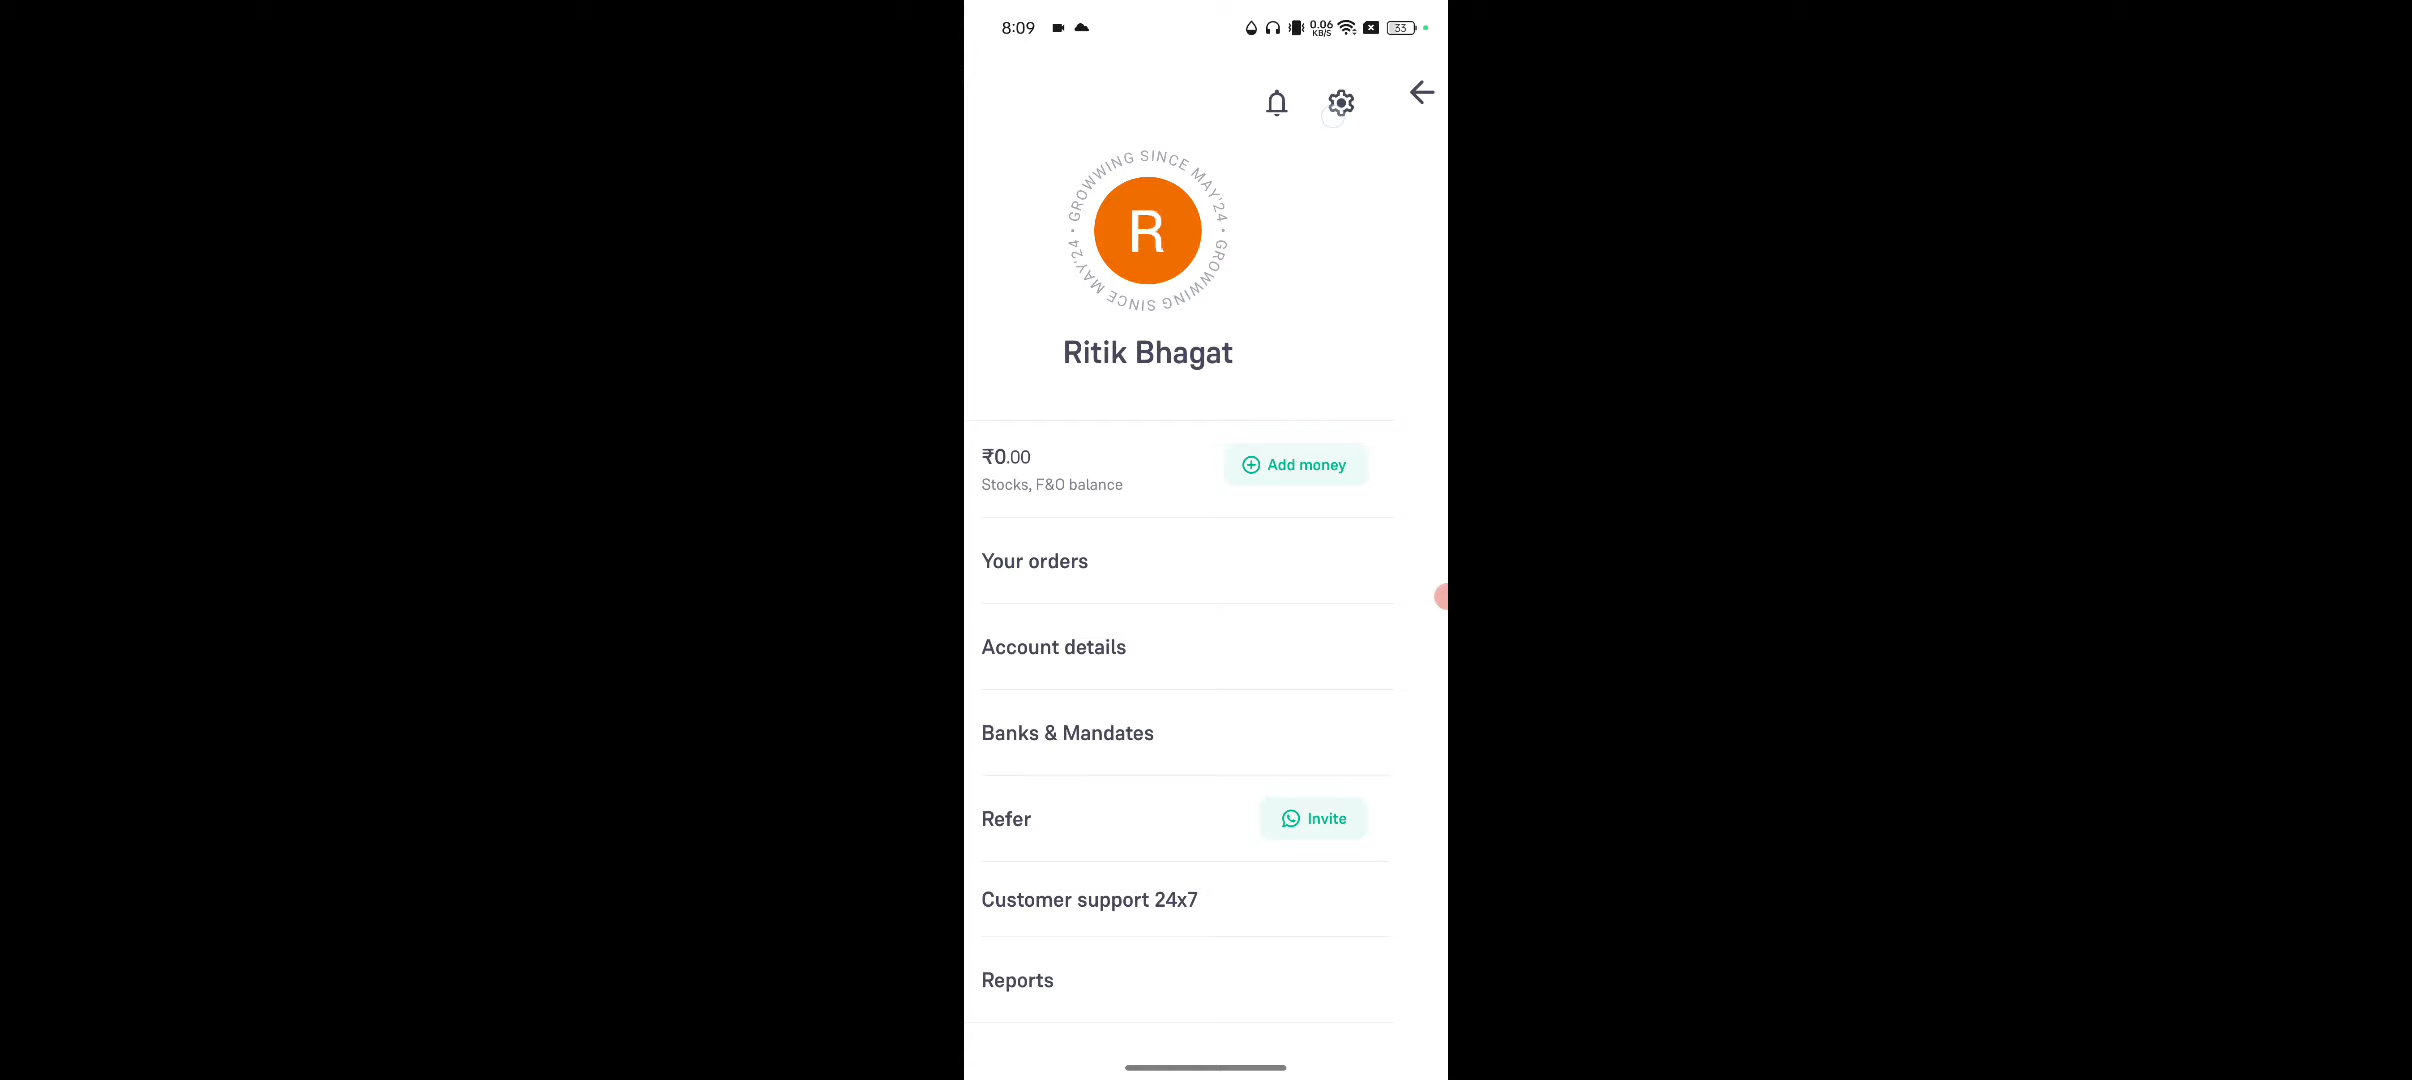 8:09
0.06
KB/S
33
GROWWING SINCE MAY'24 • GROWWING SINCE MAY'24 •
R
Ritik Bhagat
₹0.00
Add money
Stocks, F&O balance
Your orders
Account details
Banks & Mandates
Refer
Invite
Customer support 24x7
Reports